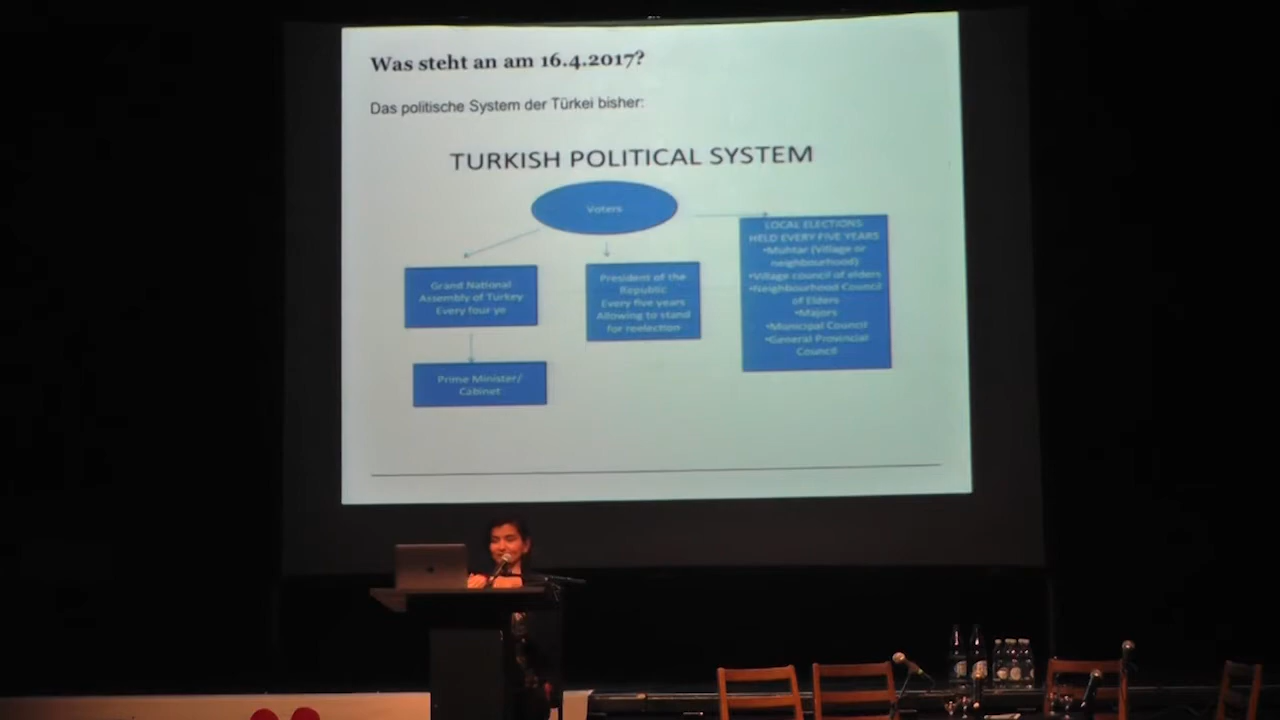 Was steht an am 16.4.2017?
Das politische System der Türkei bisher:
TURKISH POLITICAL SYSTEM
Voters
Grand National
Assembly of Turkey
Every four ye
Prime Minister/
Cabinet
President of the
Republic
Every five years
Allowing to stand
for reelection
LOCAL ELECTIONS
HELD EVERY FIVE YEARS
•Muhtar (Village or
neighbourhood)
•Village council of elders
•Neighbourhood Council
of Elders
•Majors
•Municipal Council
•General Provincial
Council